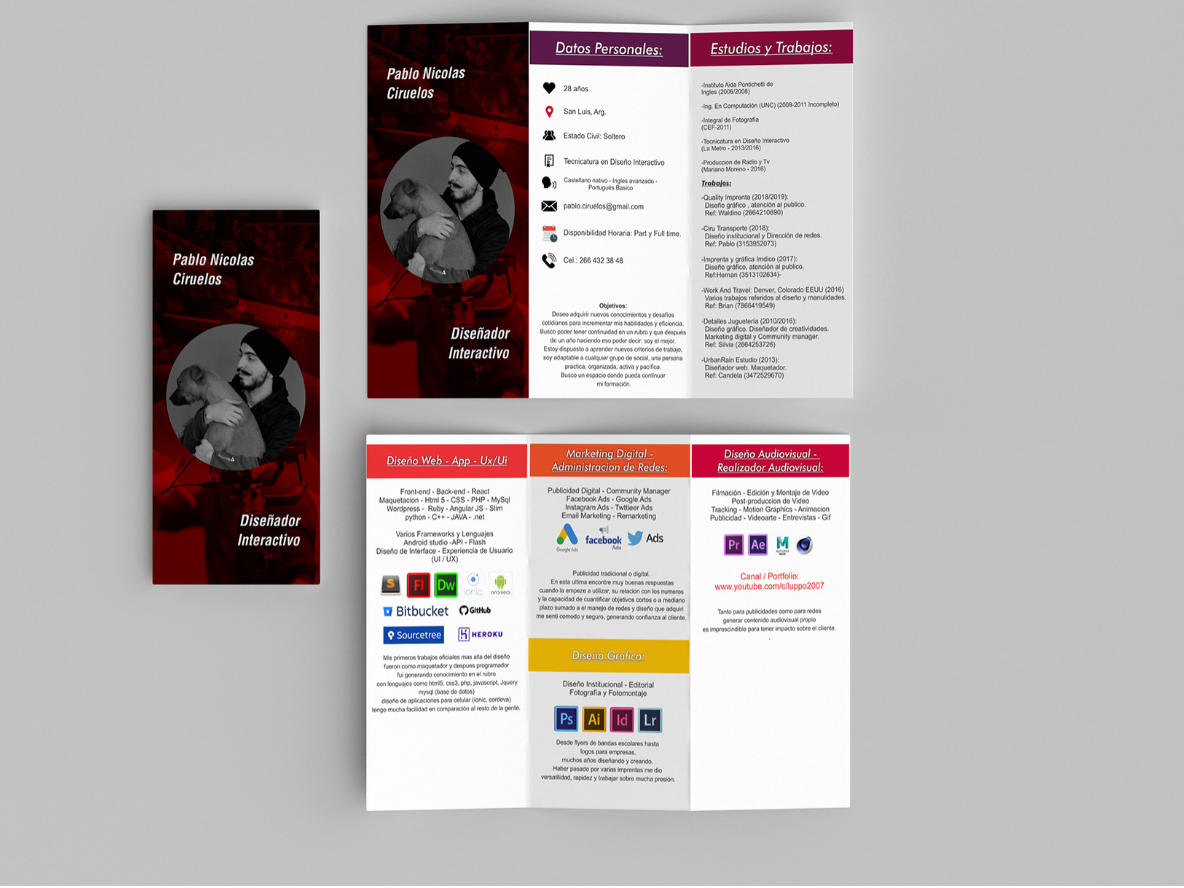 Pablo Nicolas
Ciruelos
Diseñador
Interactivo
Pablo Nicolas
Ciruelos
Diseñador
Interactivo
Datos Personales:
28 años
San Luis, Arg.
Estado Civil: Soltero
Tecnicatura en Diseño Interactivo
Castellano nativo - Ingles avanzado -
Portugués Basico
pablo.ciruelos@gmail.com
Disponibilidad Horaria: Part y Full time.
Cel.: 266 432 38 48
Objetivos:
Deseo adquirir nuevos conocimientos y desafios
cotidianos para incrementar mis habilidades y eficiencia.
Busco poder tener continuidad en un rubro y que después
de un año haciendo eso poder decir: soy el mejor.
Estoy dispuesto a aprender nuevos criterios de trabajo,
soy adaptable a cualquier grupo de social, una persona
practica, organizada, activa y pacifica.
Busco un espacio donde pueda continuar
mi formación.
Estudios y Trabajos:
-Instituto Aida Pontichelli de
Ingles (2006/2008)
-Ing. En Computación (UNC) (2009-2011 Incompleto)
-Integral de Fotografía
(CEF-2011)
-Tecnicatura en Diseño Interactivo
(La Metro - 2013/2016)
-Produccion de Radio y Tv
(Mariano Moreno - 2016)
Trabajos:
-Quality Imprenta (2018/2019):
Diseño gráfico , atención al publico.
Ref: Waldino (2664210890)
-Ciru Transporte (2018):
Diseño institucional y Dirección de redes.
Ref: Pablo (3153952073)
-Imprenta y gráfica Imdico (2017):
Diseño gráfico, atención al publico.
Ref:Hernan (3513102634)-
-Work And Travel: Denver, Colorado EEUU (2016)
Varios trabajos referidos al diseño y manulidades.
Ref: Brian (7866419549)
-Detalles Jugueteria (2010/2016):
Diseño gráfico. Diseñador de creatividades.
Marketing digital y Community manager.
Ref: Silvia (2664253726)
-UrbanRain Estudio (2013):
Diseñador web. Maquetador.
Ref: Candela (3472529670)
Diseño Web - App - Ux/Ui
Front-end - Back-end - React
Maquetacion - Html 5 - CSS - PHP - MySql
Wordpress - Ruby - Angular JS - Slim
python - C++ - JAVA - .net
Varios Frameworks y Lenguajes
Android studio -API - Flash
Diseño de Interface - Experiencia de Usuario
(UI / UX)
S Fl Dw ionic ANDROID
Bitbucket GitHub
Sourcetree HEROKU
Mis primeros trabajos oficiales mas alla del diseño
fueron como maquetador y despues programador
fui generando conocimiento en el rubro
con lenguajes como html5, css3, php, javascript, Jquery
mysql (base de datos)
diseño de aplicaciones para celular (ionic, cordova)
tengo mucha facilidad en comparación al resto de la gente.
Marketing Digital -
Administracion de Redes:
Publicidad Digital - Community Manager
Facebook Ads - Google Ads
Instagram Ads - Twttieor Ads
Email Marketing - Remarketing
Google Ads
facebook
Ads
Ads
Publicidad tradicional o digital.
En esta ultima encontre muy buenas respuestas
cuando la empeze a utilizar, su relacion con los numeros
y la capacidad de cuantificar objetivos cortos o a mediano
plazo sumado a el manejo de redes y diseño que adquiri
me senti comodo y seguro, generando confianza al cliente.
Diseño Grafico:
Diseño Institucional - Editorial
Fotografia y Fotomontaje
Ps Ai Id Lr
Desde flyers de bandas escolares hasta
logos para empresas.
muchos años diseñando y creando.
Haber pasado por varias imprentas me dio
versatilidad, rapidez y trabajar sobre mucha presión.
Diseño Audiovisual -
Realizador Audiovisual:
Filmación - Edición y Montaje de Video
Post-produccion de Video
Tracking - Motion Graphics - Animacion
Publicidad - Videoarte - Entrevistas - Gif
Pr Ae M
Canal / Portfolio:
www.youtube.com/c/luppo2007
Tanto para publicidades como para redes
generar contenido audiovisual propio
es imprescindible para tener impacto sobre el cliente.
.